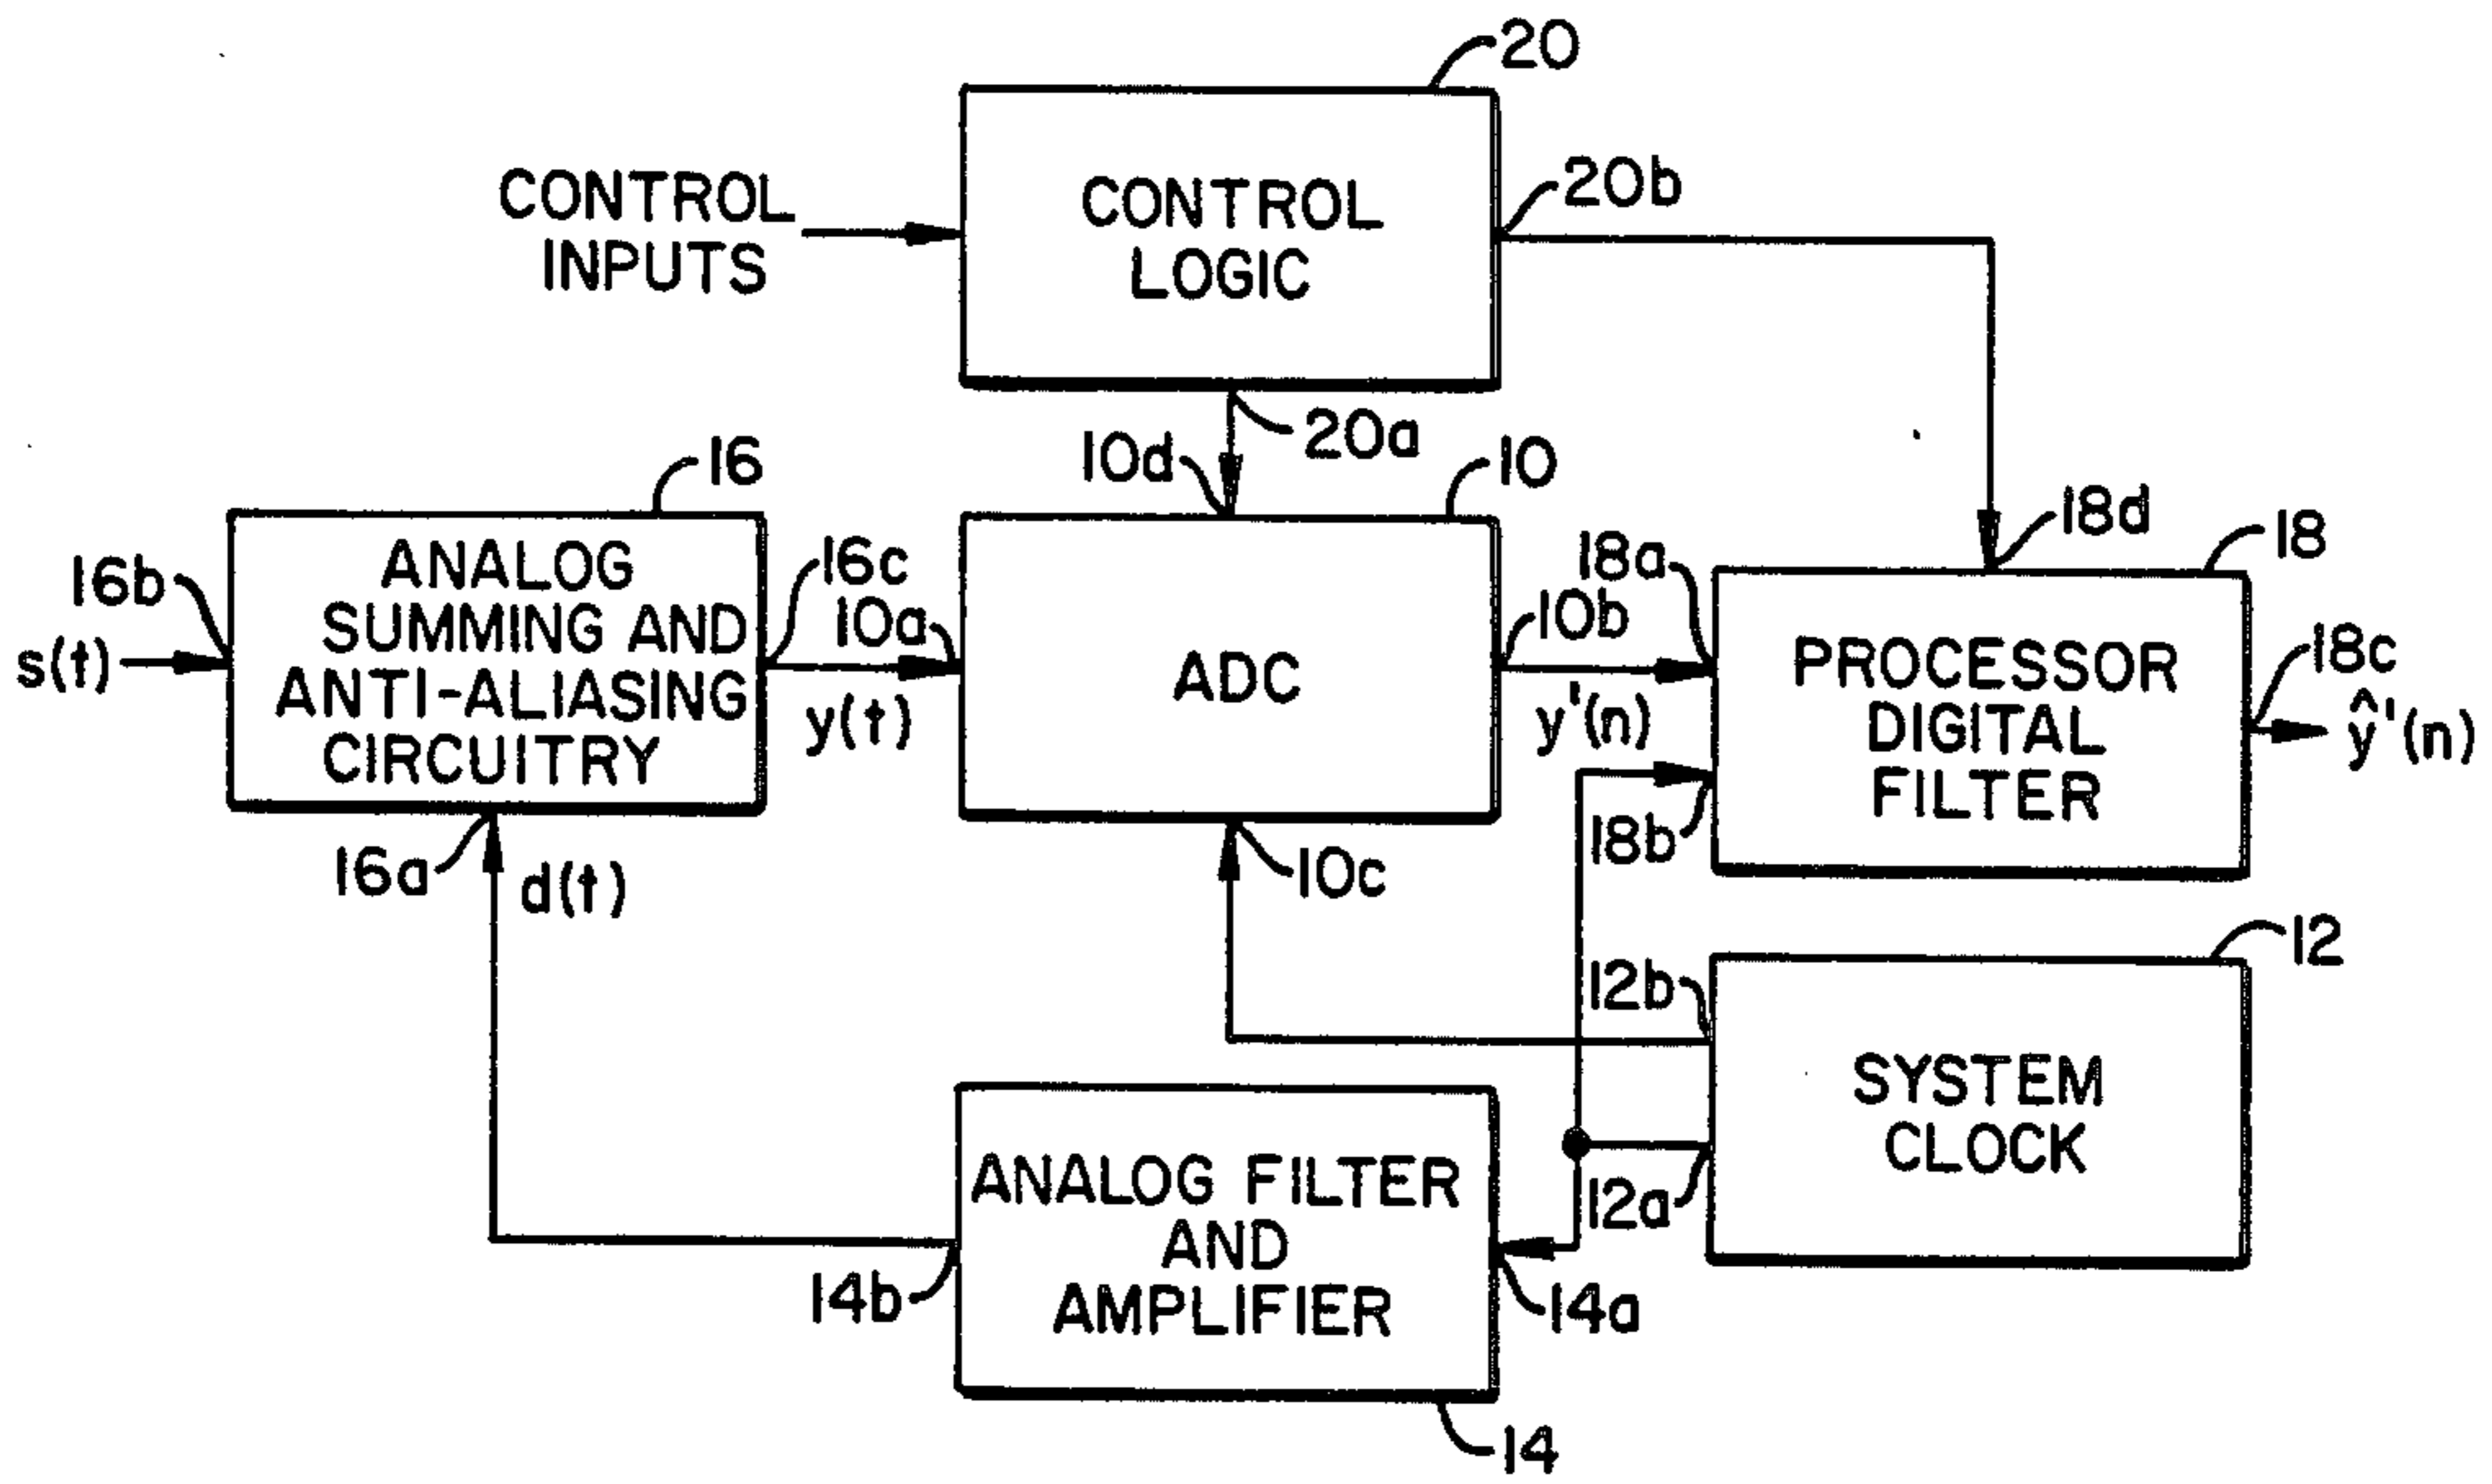 20
CONTROL
INPUTS
CONTROL
LOGIC
20b
20a
10d
10
16
18d
18
16b
ANALOG
SUMMING AND
ANTI-ALIASING
CIRCUITRY
16c
10a
s(t)
y(t)
ADC
18a
10b
y'(n)
PROCESSOR
DIGITAL
FILTER
18c
ŷ'(n)
18b
16a
d(t)
10c
12
12b
SYSTEM
CLOCK
12a
ANALOG FILTER
AND
AMPLIFIER
14b
14a
14